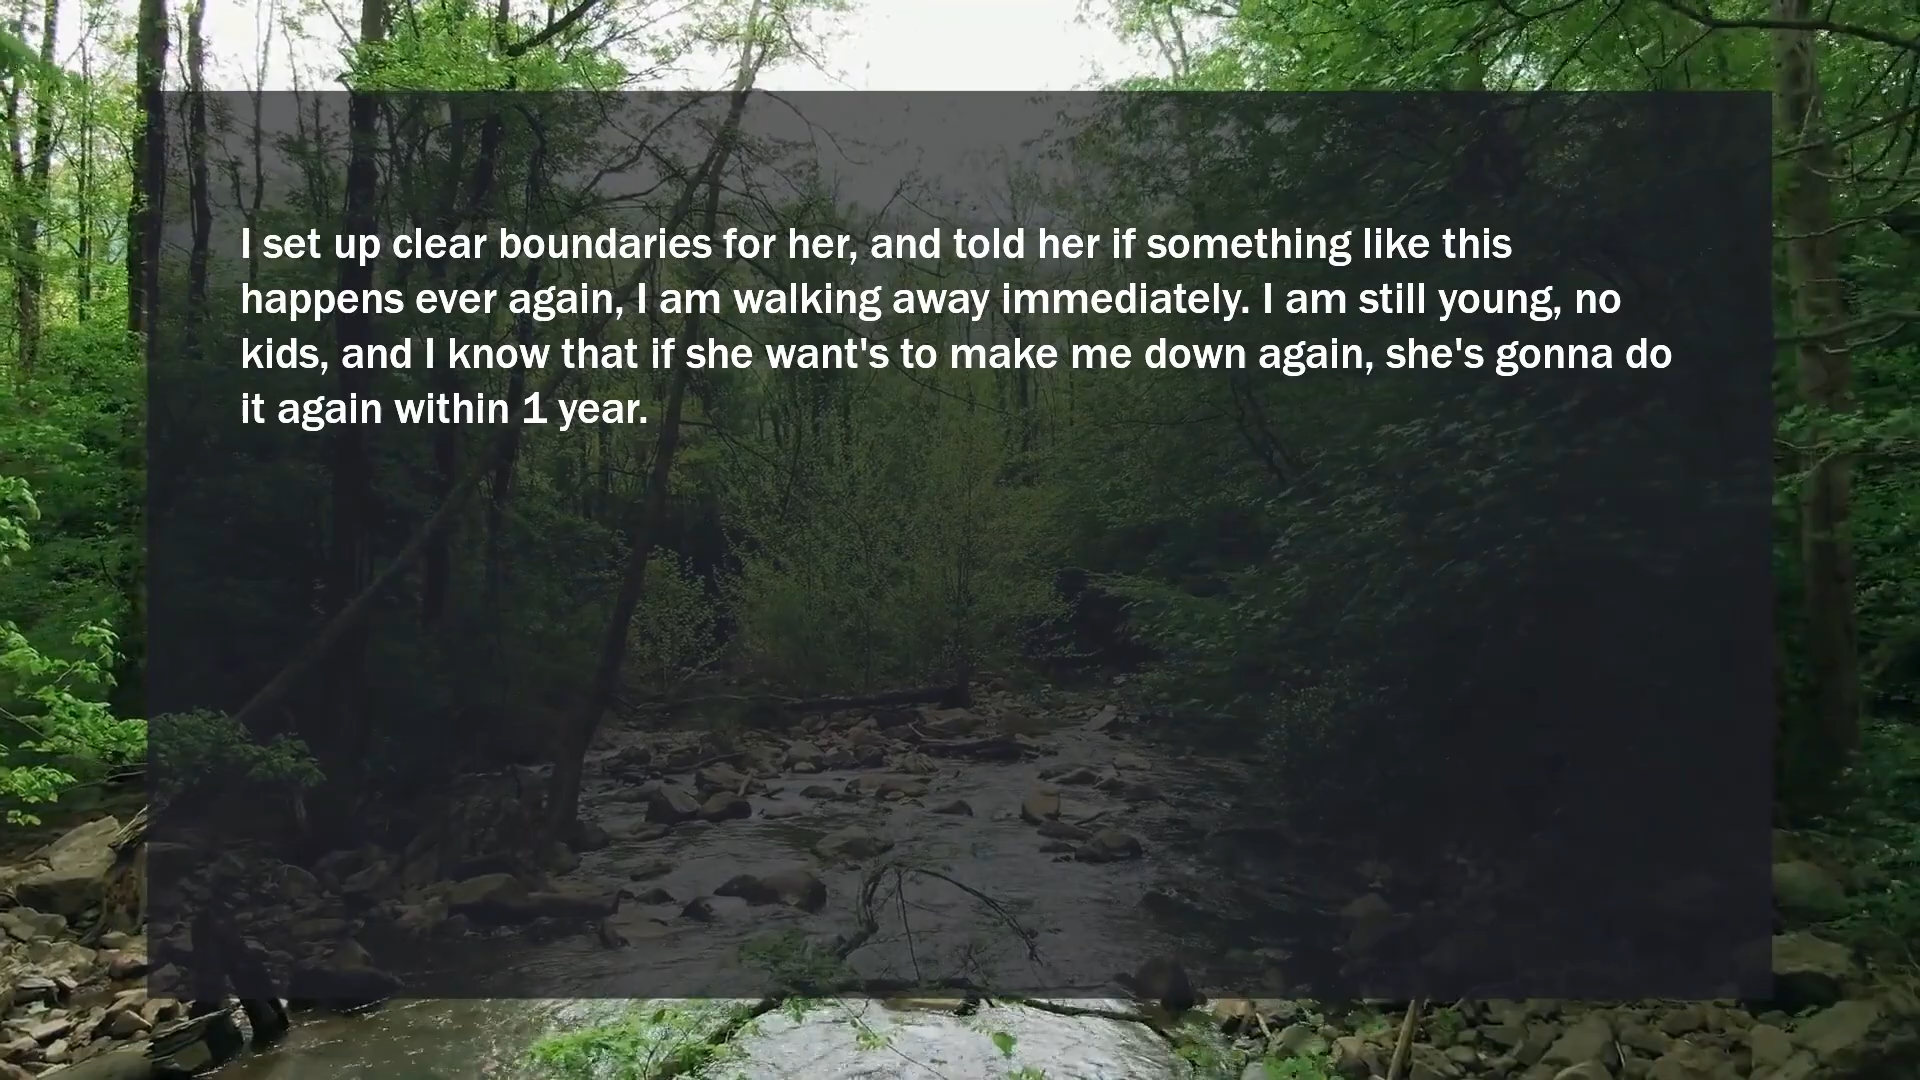 I set up clear boundaries for her, and told her if something like this
happens ever again, I am walking away immediately. I am still young, no
kids, and I know that if she want's to make me down again, she's gonna do
it again within 1 year.